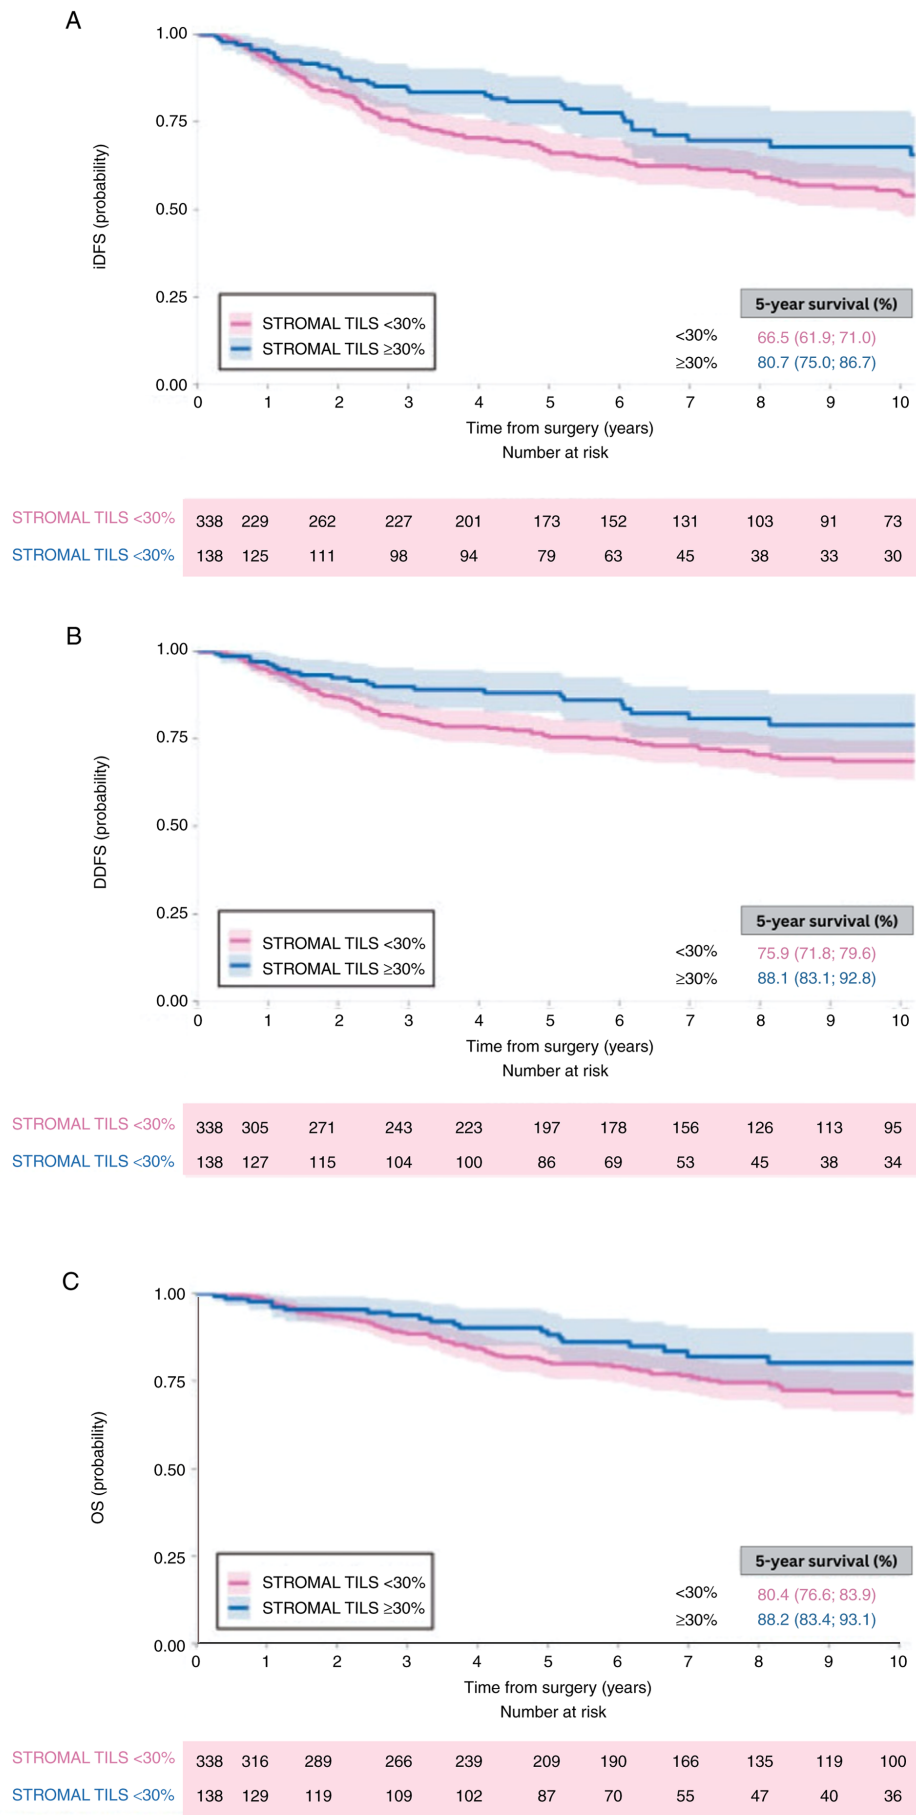 A
1.00
0.75
0.50
0.25
0.00
iDFS (probability)
STROMAL TILS <30%
STROMAL TILS ≥30%
5-year survival (%)
<30% 66.5 (61.9; 71.0)
≥30% 80.7 (75.0; 86.7)
0 1 2 3 4 5 6 7 8 9 10
Time from surgery (years)
Number at risk
STROMAL TILS <30% 338 229 262 227 201 173 152 131 103 91 73
STROMAL TILS <30% 138 125 111 98 94 79 63 45 38 33 30
B
1.00
0.75
0.50
0.25
0.00
DDFS (probability)
STROMAL TILS <30%
STROMAL TILS ≥30%
5-year survival (%)
<30% 75.9 (71.8; 79.6)
≥30% 88.1 (83.1; 92.8)
0 1 2 3 4 5 6 7 8 9 10
Time from surgery (years)
Number at risk
STROMAL TILS <30% 338 305 271 243 223 197 178 156 126 113 95
STROMAL TILS <30% 138 127 115 104 100 86 69 53 45 38 34
C
1.00
0.75
0.50
0.25
0.00
OS (probability)
STROMAL TILS <30%
STROMAL TILS ≥30%
5-year survival (%)
<30% 80.4 (76.6; 83.9)
≥30% 88.2 (83.4; 93.1)
0 1 2 3 4 5 6 7 8 9 10
Time from surgery (years)
Number at risk
STROMAL TILS <30% 338 316 289 266 239 209 190 166 135 119 100
STROMAL TILS <30% 138 129 119 109 102 87 70 55 47 40 36